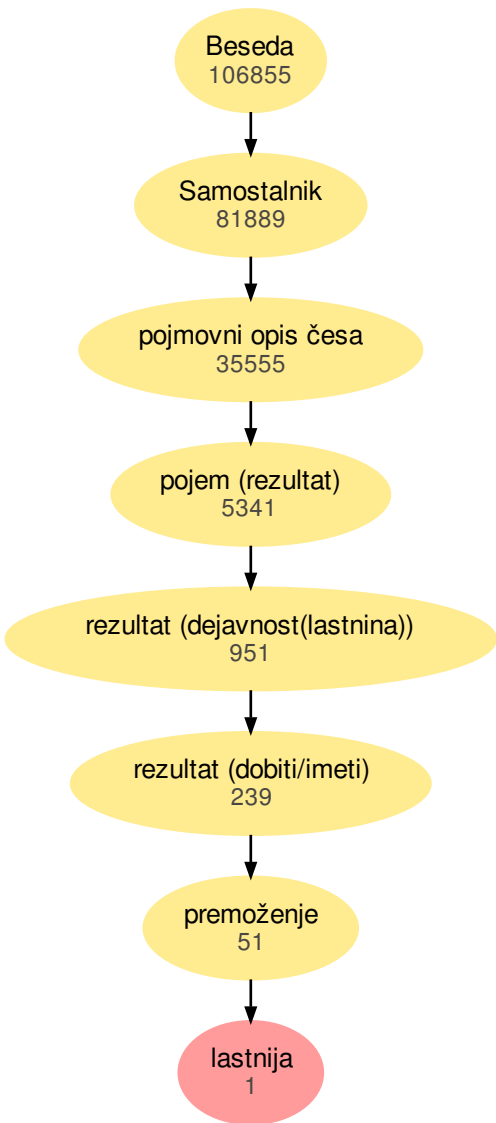 Beseda
106855
Samostalnik
81889
pojmovni opis česa
35555
pojem (rezultat)
5341
rezultat (dejavnost(lastnina))
951
rezultat (dobiti/imeti)
239
premoženje
51
lastnija
1